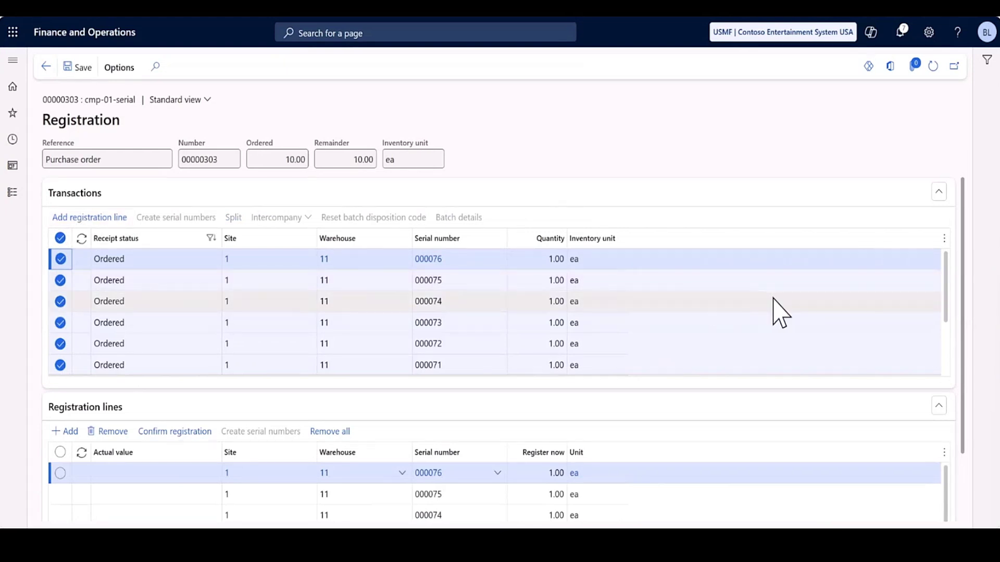 Finance and Operations
Search for a page
USMF | Contoso Entertainment System USA
7
BL
Save
Options
0
00000303 : cmp-01-serial | Standard view
Registration
Reference Number Ordered Remainder Inventory unit
Purchase order 00000303 10.00 10.00 ea
Transactions
Add registration line Create serial numbers Split Intercompany Reset batch disposition code Batch details
Receipt status Site Warehouse Serial number Quantity Inventory unit
Ordered 1 11 000076 1.00 ea
Ordered 1 11 000075 1.00 ea
Ordered 1 11 000074 1.00 ea
Ordered 1 11 000073 1.00 ea
Ordered 1 11 000072 1.00 ea
Ordered 1 11 000071 1.00 ea
Registration lines
Add Remove Confirm registration Create serial numbers Remove all
Actual value Site Warehouse Serial number Register now Unit
1 11 000076 1.00 ea
1 11 000075 1.00 ea
1 11 000074 1.00 ea